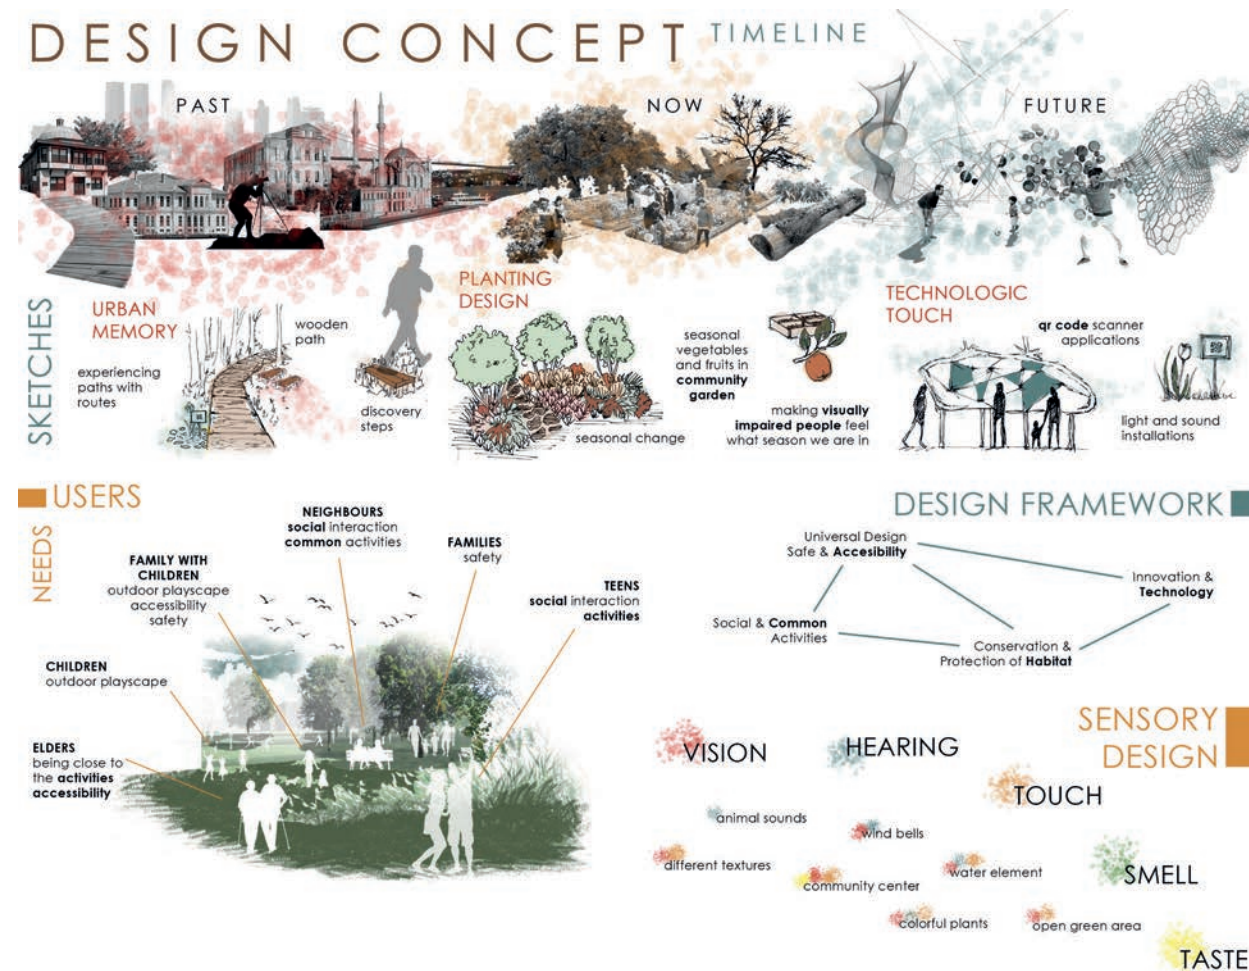 DESIGN CONCEPT
TIMELINE
PAST
NOW
FUTURE
SKETCHES
URBAN
MEMORY
experiencing
paths with
routes
wooden
path
discovery
steps
PLANTING
DESIGN
seasonal change
seasonal
vegetables
and fruits in
community
garden
making visually
impaired people feel
what season we are in
TECHNOLOGIC
TOUCH
qr code scanner
applications
light and sound
installations
USERS
NEEDS
NEIGHBOURS
social interaction
common activities
FAMILY WITH
CHILDREN
outdoor playscape
accessibility
safety
FAMILIES
safety
TEENS
social interaction
activities
CHILDREN
outdoor playscape
ELDERS
being close to
the activities
accessibility
DESIGN FRAMEWORK
Universal Design
Safe & Accesibility
Innovation &
Technology
Social & Common
Activities
Conservation &
Protection of Habitat
SENSORY
DESIGN
VISION
HEARING
TOUCH
animal sounds
wind bells
different textures
community center
water element
SMELL
colorful plants
open green area
TASTE